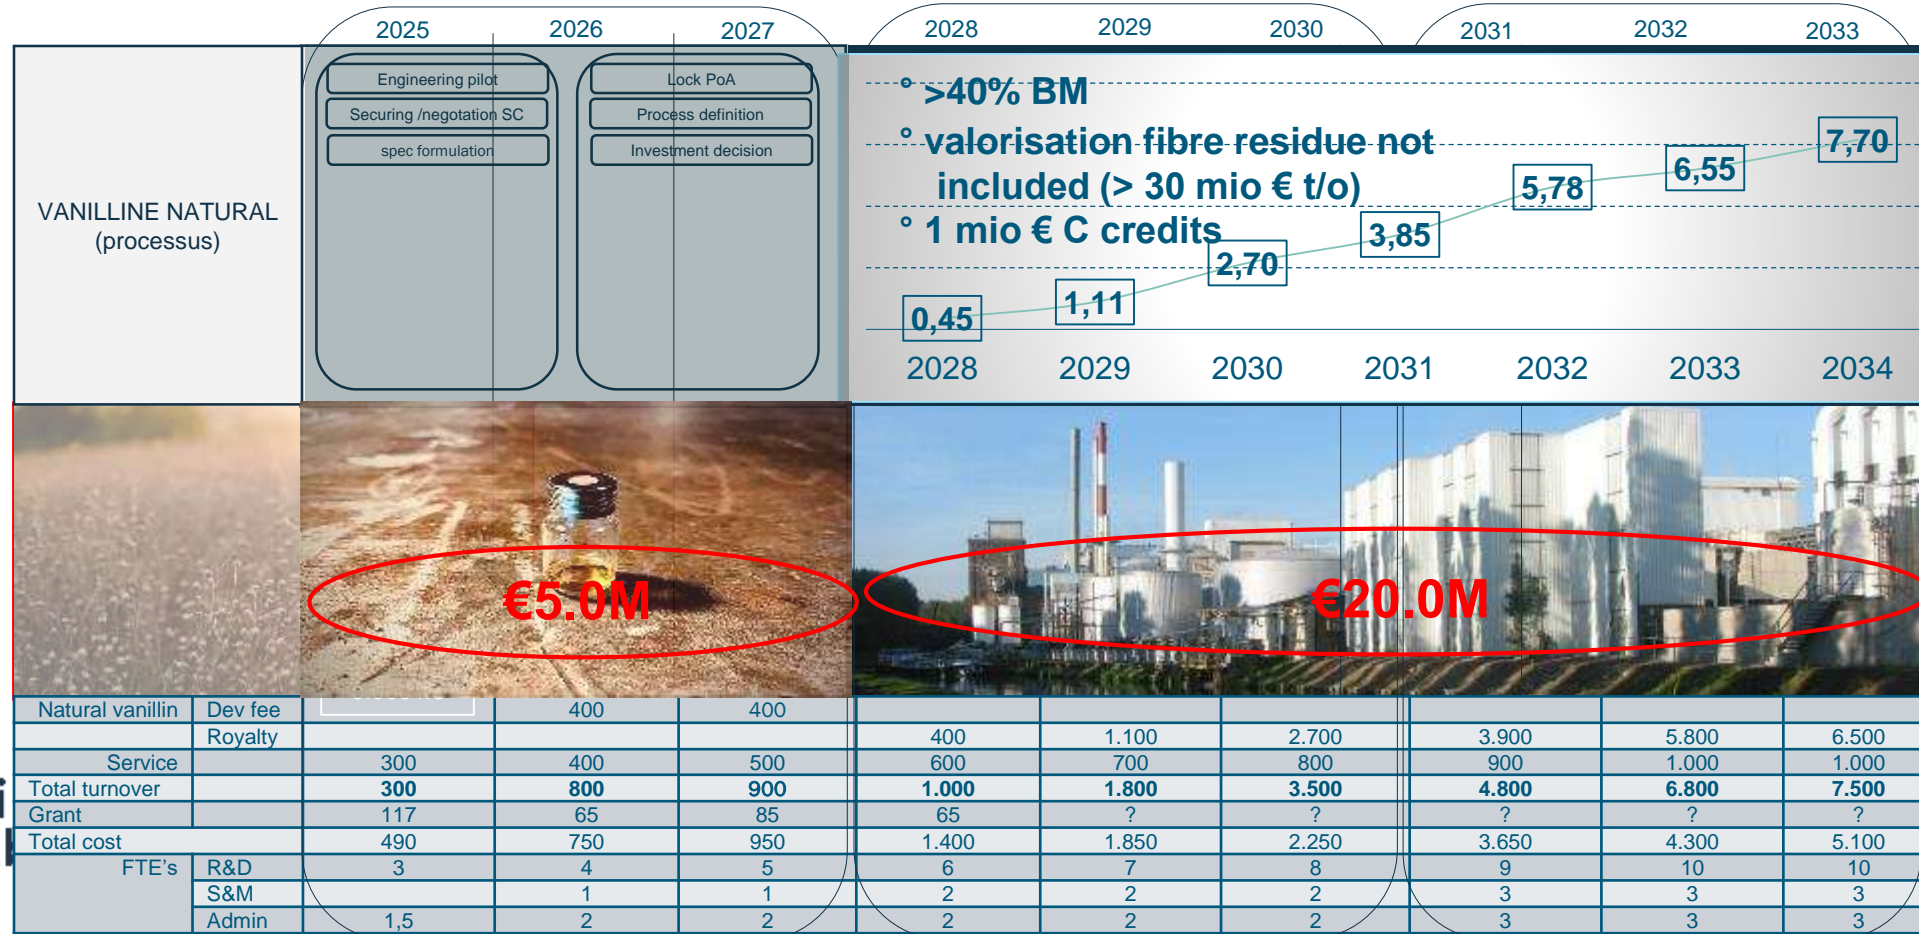 2025 2026 2027 2028 2029 2030 2031 2032 2033
VANILLINE NATURAL
(processus)
Engineering pilot
Securing /negotation SC
spec formulation
Lock PoA
Process definition
Investment decision
° >40% BM
° valorisation fibre residue not
included (> 30 mio € t/o)
° 1 mio € C credits
0,45 1,11 2,70 3,85 5,78 6,55 7,70
2028 2029 2030 2031 2032 2033 2034
€5.0M €20.0M
Natural vanillin Dev fee 400 400
Royalty 400 1.100 2.700 3.900 5.800 6.500
Service 300 400 500 600 700 800 900 1.000 1.000
Total turnover 300 800 900 1.000 1.800 3.500 4.800 6.800 7.500
Grant 117 65 85 65 ? ? ? ? ?
Total cost 490 750 950 1.400 1.850 2.250 3.650 4.300 5.100
FTE's R&D 3 4 5 6 7 8 9 10 10
S&M 1 1 2 2 2 3 3 3
Admin 1,5 2 2 2 2 2 3 3 3